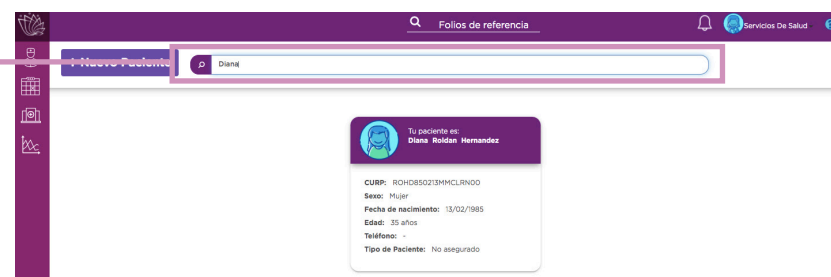 Folios de referencia
Servicios De Salud
+ Nuevo Paciente
Diana
Tu paciente es:
Diana Roldan Hernandez
CURP: ROHD850213MMCLRN00
Sexo: Mujer
Fecha de nacimiento: 13/02/1985
Edad: 35 años
Teléfono: -
Tipo de Paciente: No asegurado